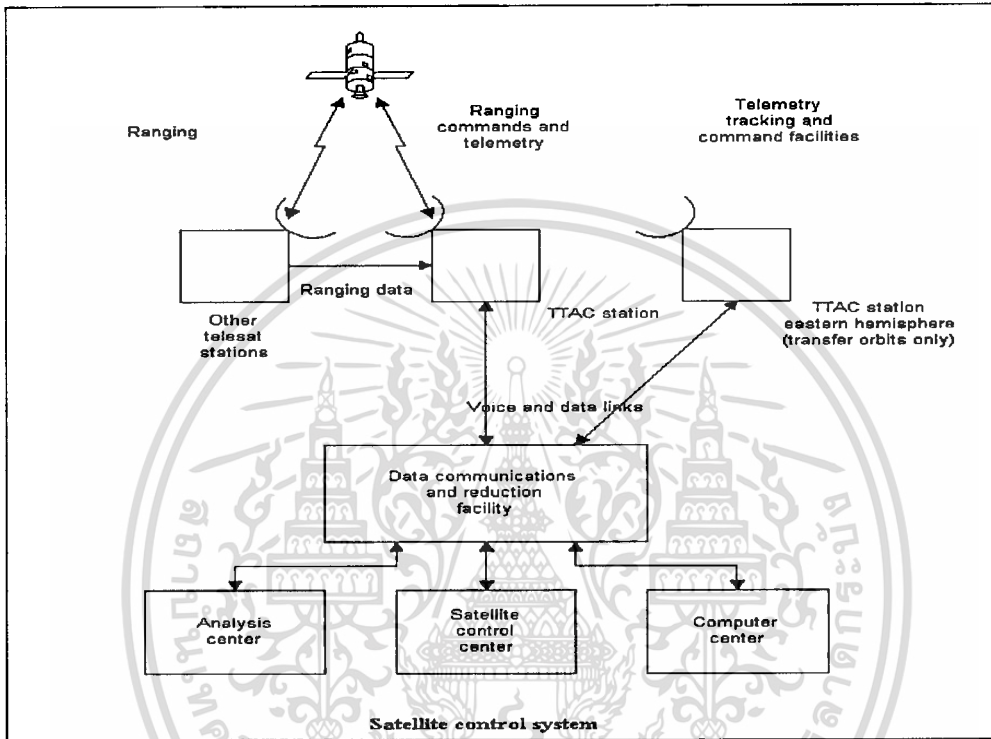 Ranging
Ranging
commands and
telemetry
Telemetry
tracking and
command facilities
Ranging data
Other
telesat
stations
TTAC station
TTAC station
eastern hemisphere
(transfer orbits only)
Voice and data links
Data communications
and reduction
facility
Analysis
center
Satellite
control
center
Computer
center
Satellite control system